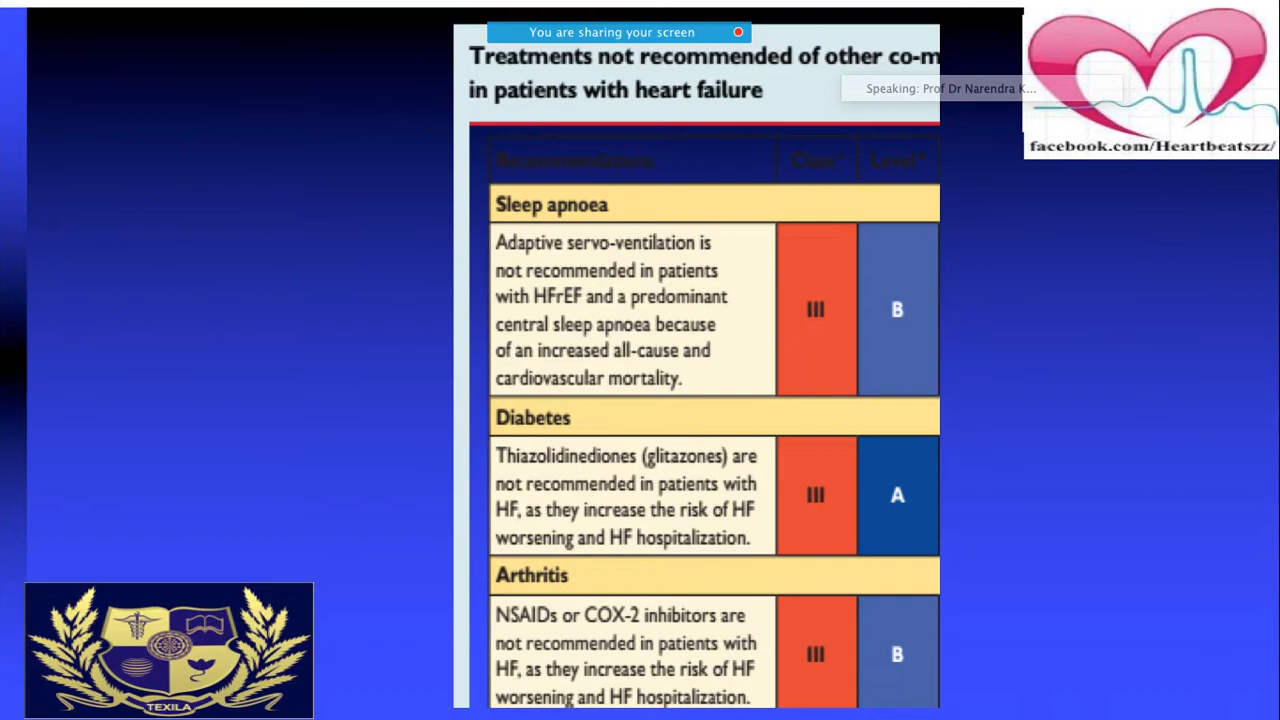 You are sharing your screen
Treatments not recommended of other co-m
in patients with heart failure
Speaking: Prof Dr Narendra K...
facebook.com/Heartbeatszz/
Recommendations Class Level
Sleep apnoea
Adaptive servo-ventilation is
not recommended in patients
with HFrEF and a predominant
central sleep apnoea because
of an increased all-cause and
cardiovascular mortality.
III B
Diabetes
Thiazolidinediones (glitazones) are
not recommended in patients with
HF, as they increase the risk of HF
worsening and HF hospitalization.
III A
Arthritis
NSAIDs or COX-2 inhibitors are
not recommended in patients with
HF, as they increase the risk of HF
worsening and HF hospitalization.
III B
TEXILA